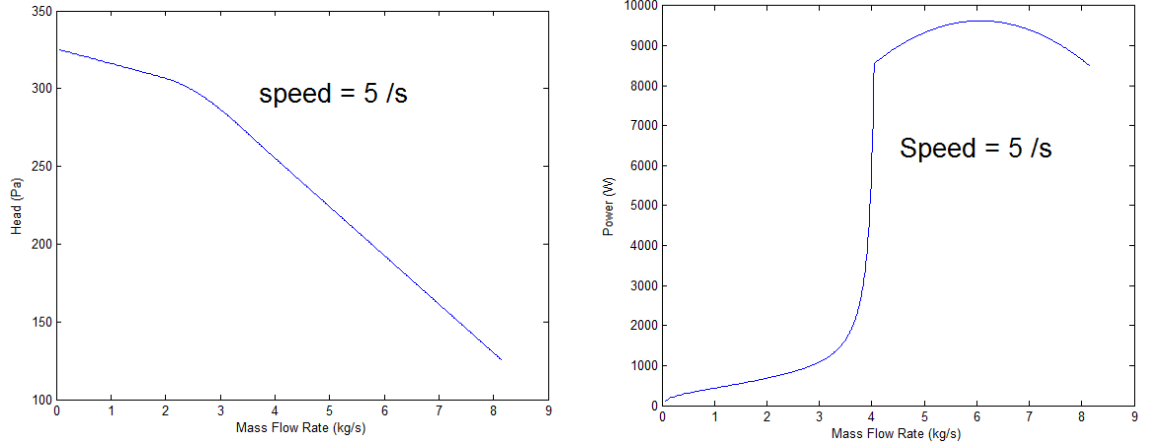 350
300
250
200
150
100
Head (Pa)
speed = 5 /s
0 1 2 3 4 5 6 7 8 9
Mass Flow Rate (kg/s)
10000
9000
8000
7000
6000
5000
4000
3000
2000
1000
0
Power (W)
Speed = 5 /s
0 1 2 3 4 5 6 7 8 9
Mass Flow Rate (kg/s)